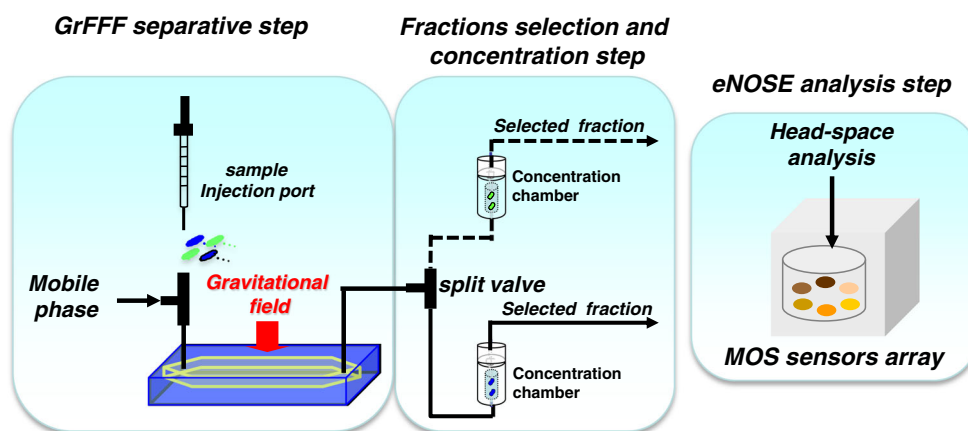 GrFFF separative step
Fractions selection and
concentration step
eNOSE analysis step
sample
Injection port
Mobile
phase
Gravitational
field
Selected fraction
Concentration
chamber
split valve
Selected fraction
Concentration
chamber
Head-space
analysis
MOS sensors array